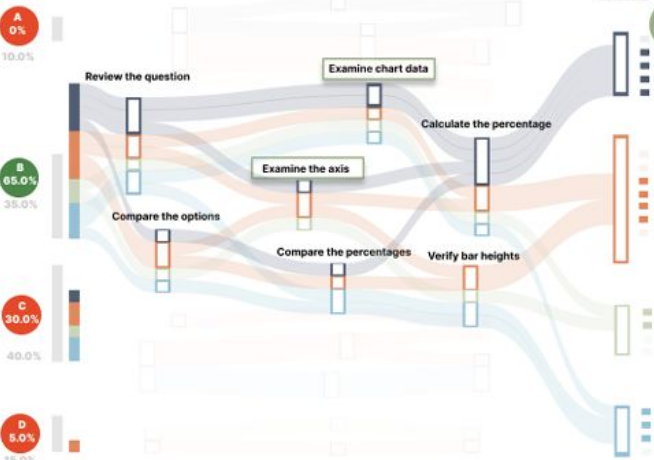 A
0%
10.0%
Review the question
Examine chart data
Calculate the percentage
B
65.0%
35.0%
Examine the axis
Compare the options
Compare the percentages
Verify bar heights
C
30.0%
40.0%
D
5.0%